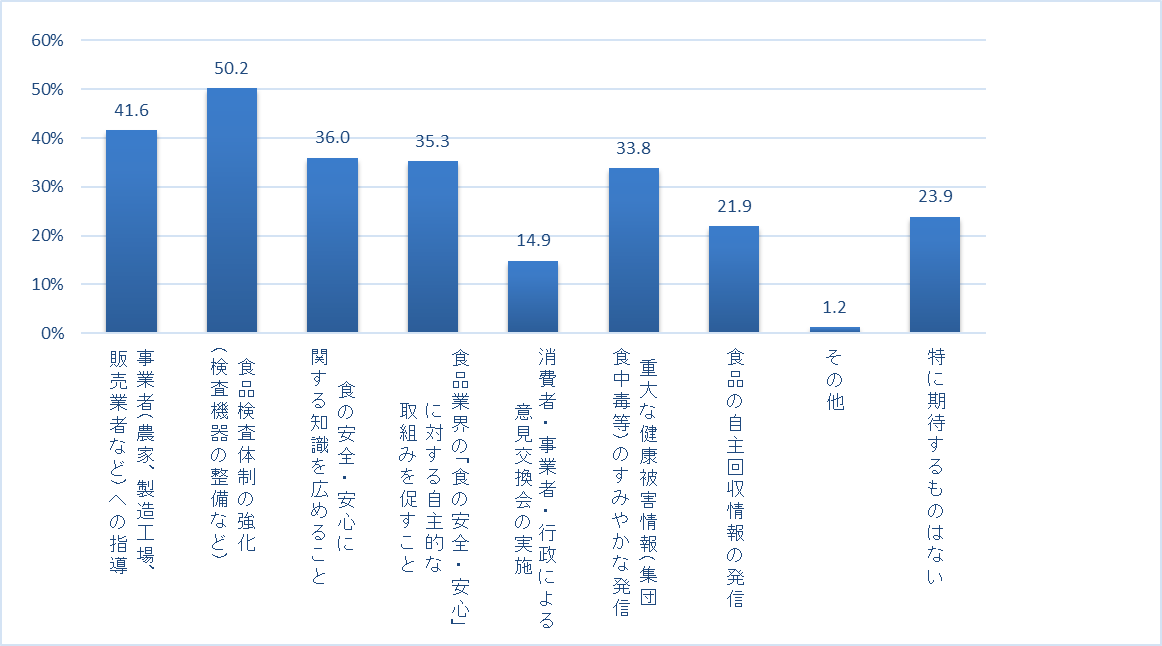 60%
50%
40%
30%
20%
10%
0%
41.6
50.2
36.0
35.3
14.9
33.8
21.9
1.2
23.9
事業者(農家、製造工場、
販売業者など)への指導
食品検査体制の強化
(検査機器の整備など)
食の安全・安心に
関する知識を広めること
食品業界の「食の安全・安心」
に対する自主的な
取組みを促すこと
消費者・事業者・行政による
意見交換会の実施
重大な健康被害情報(集団
食中毒等)のすみやかな発信
食品の自主回収情報の発信
その他
特に期待するものはない